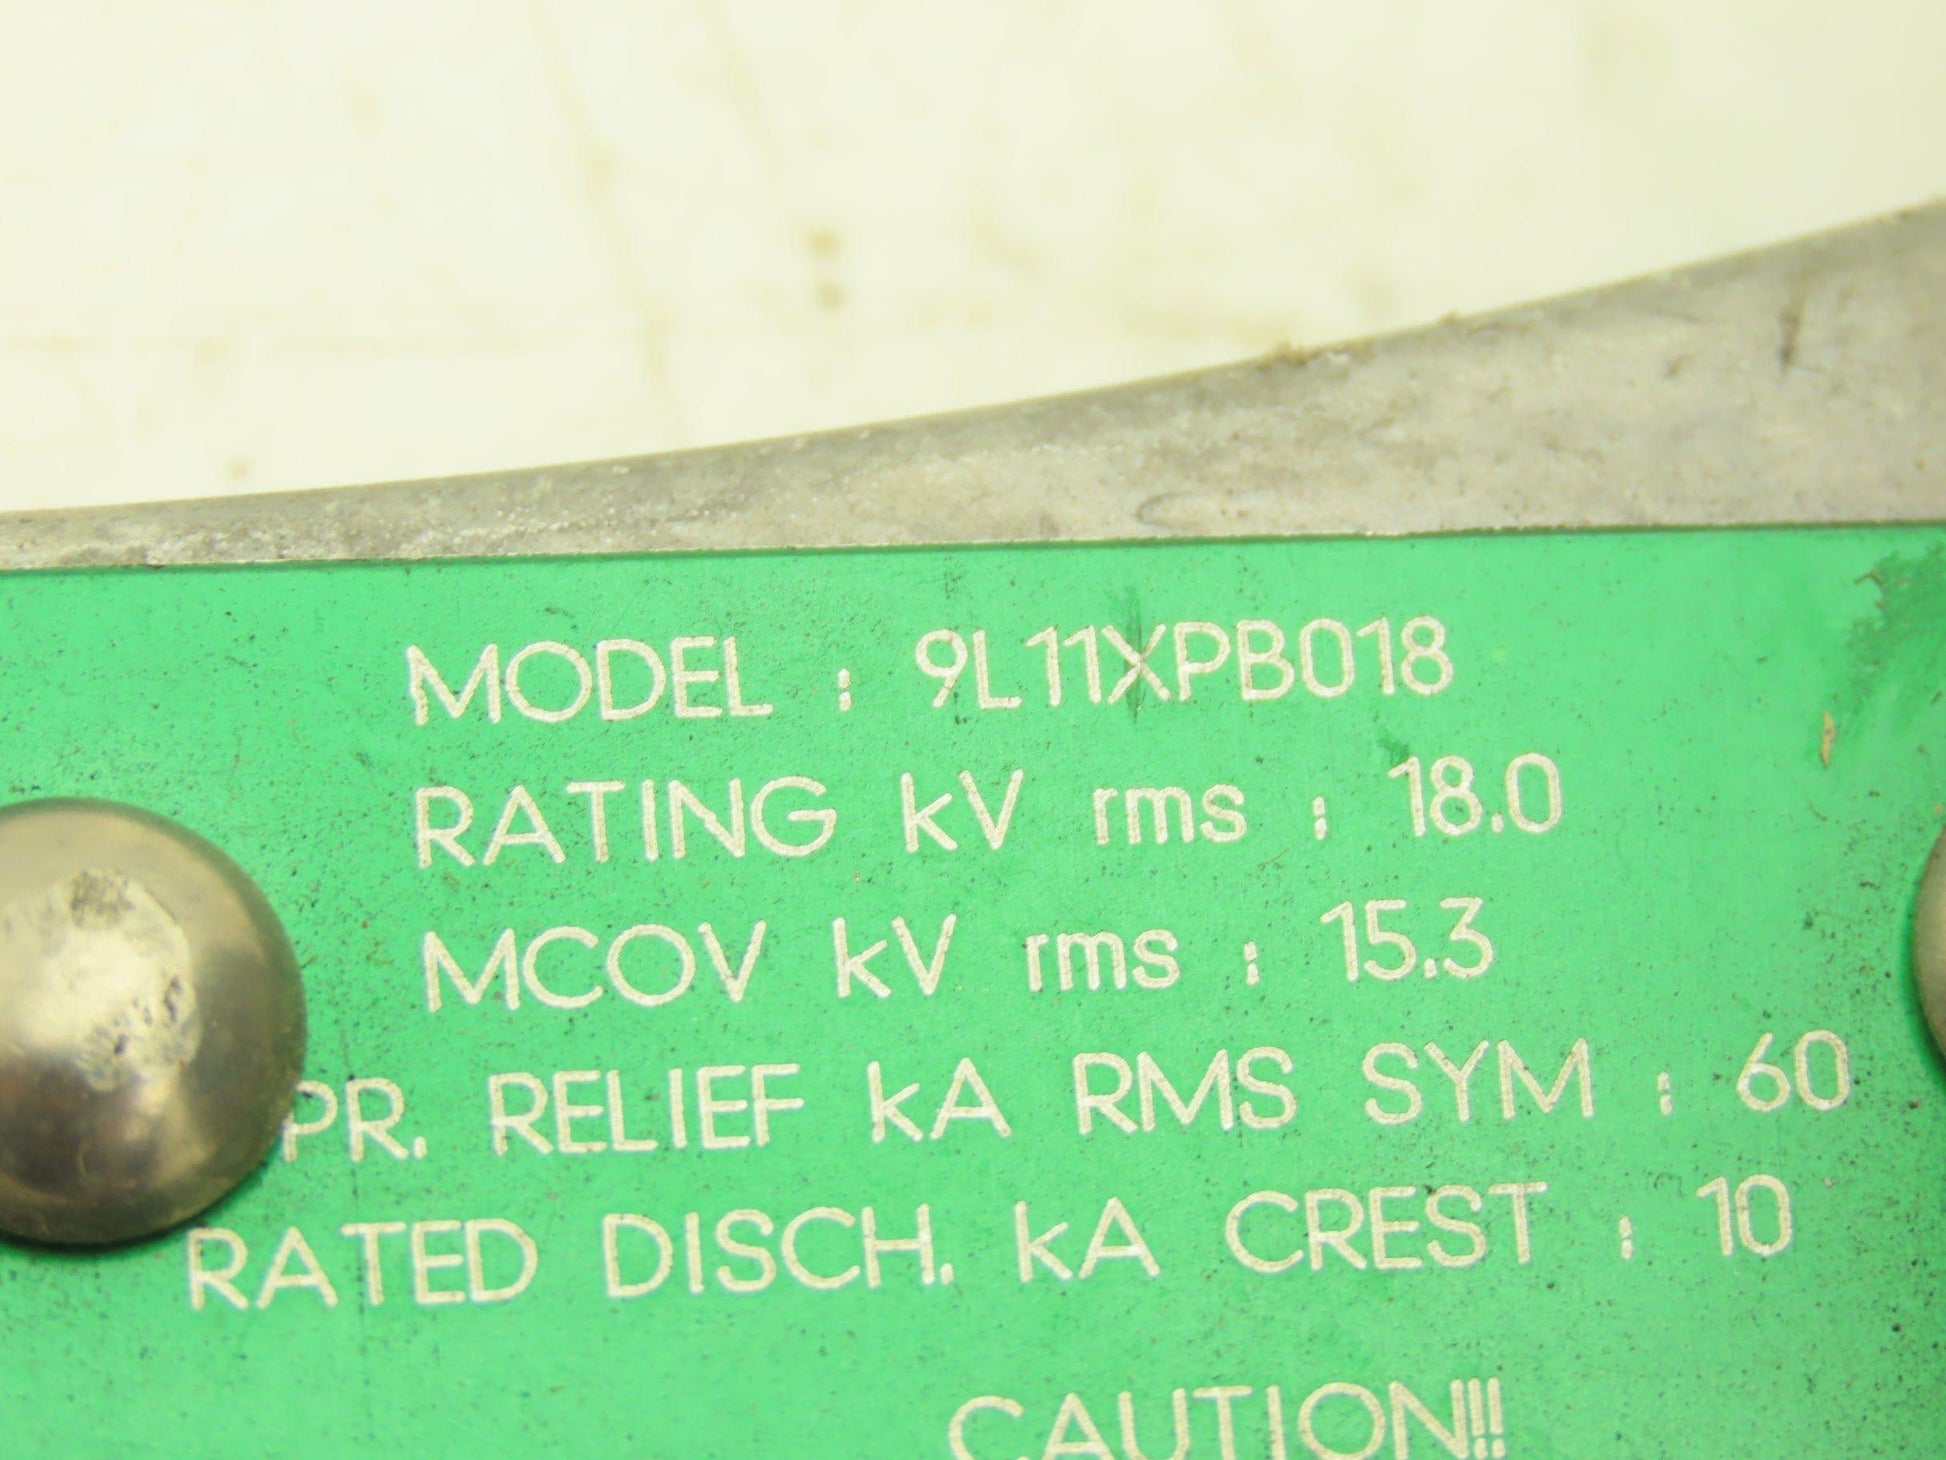 MODEL : 9L11XPB018
RATING kV rms : 18.0
MCOV kV rms : 15.3
PR. RELIEF kA RMS SYM : 60
RATED DISCH. kA CREST : 10
CAUTION!!